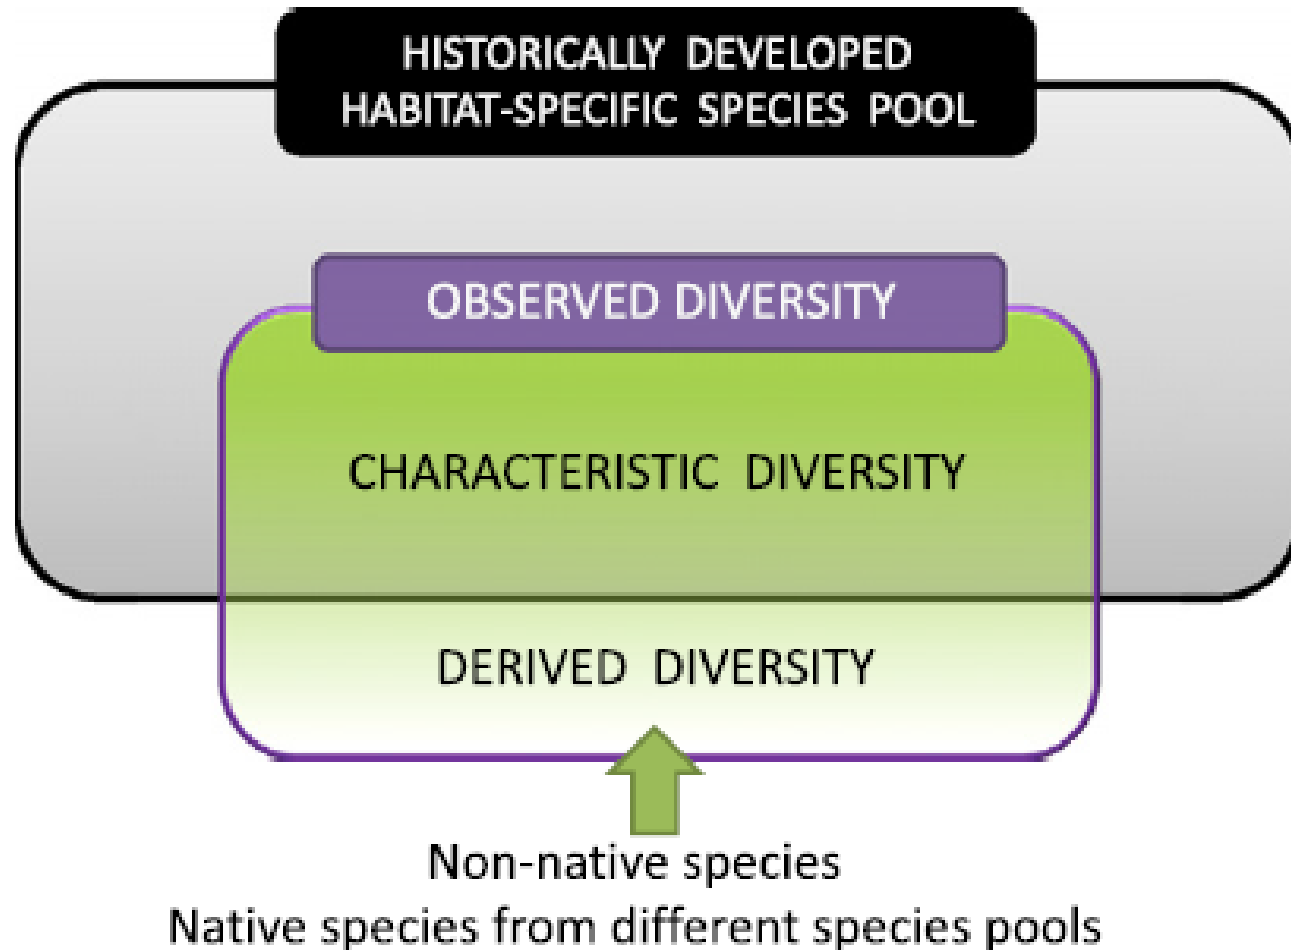 HISTORICALLY DEVELOPED
HABITAT-SPECIFIC SPECIES POOL
OBSERVED DIVERSITY
CHARACTERISTIC DIVERSITY
DERIVED DIVERSITY
Non-native species
Native species from different species pools